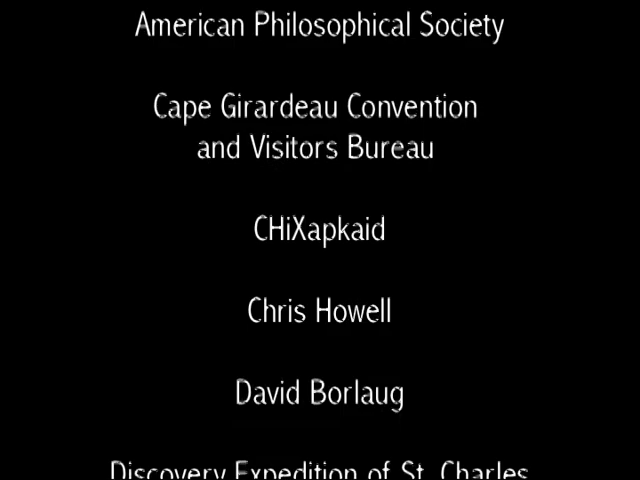 American Philosophical Society
Cape Girardeau Convention
and Visitors Bureau
CHiXapkaid
Chris Howell
David Borlaug
Discovery Expedition of St. Charles